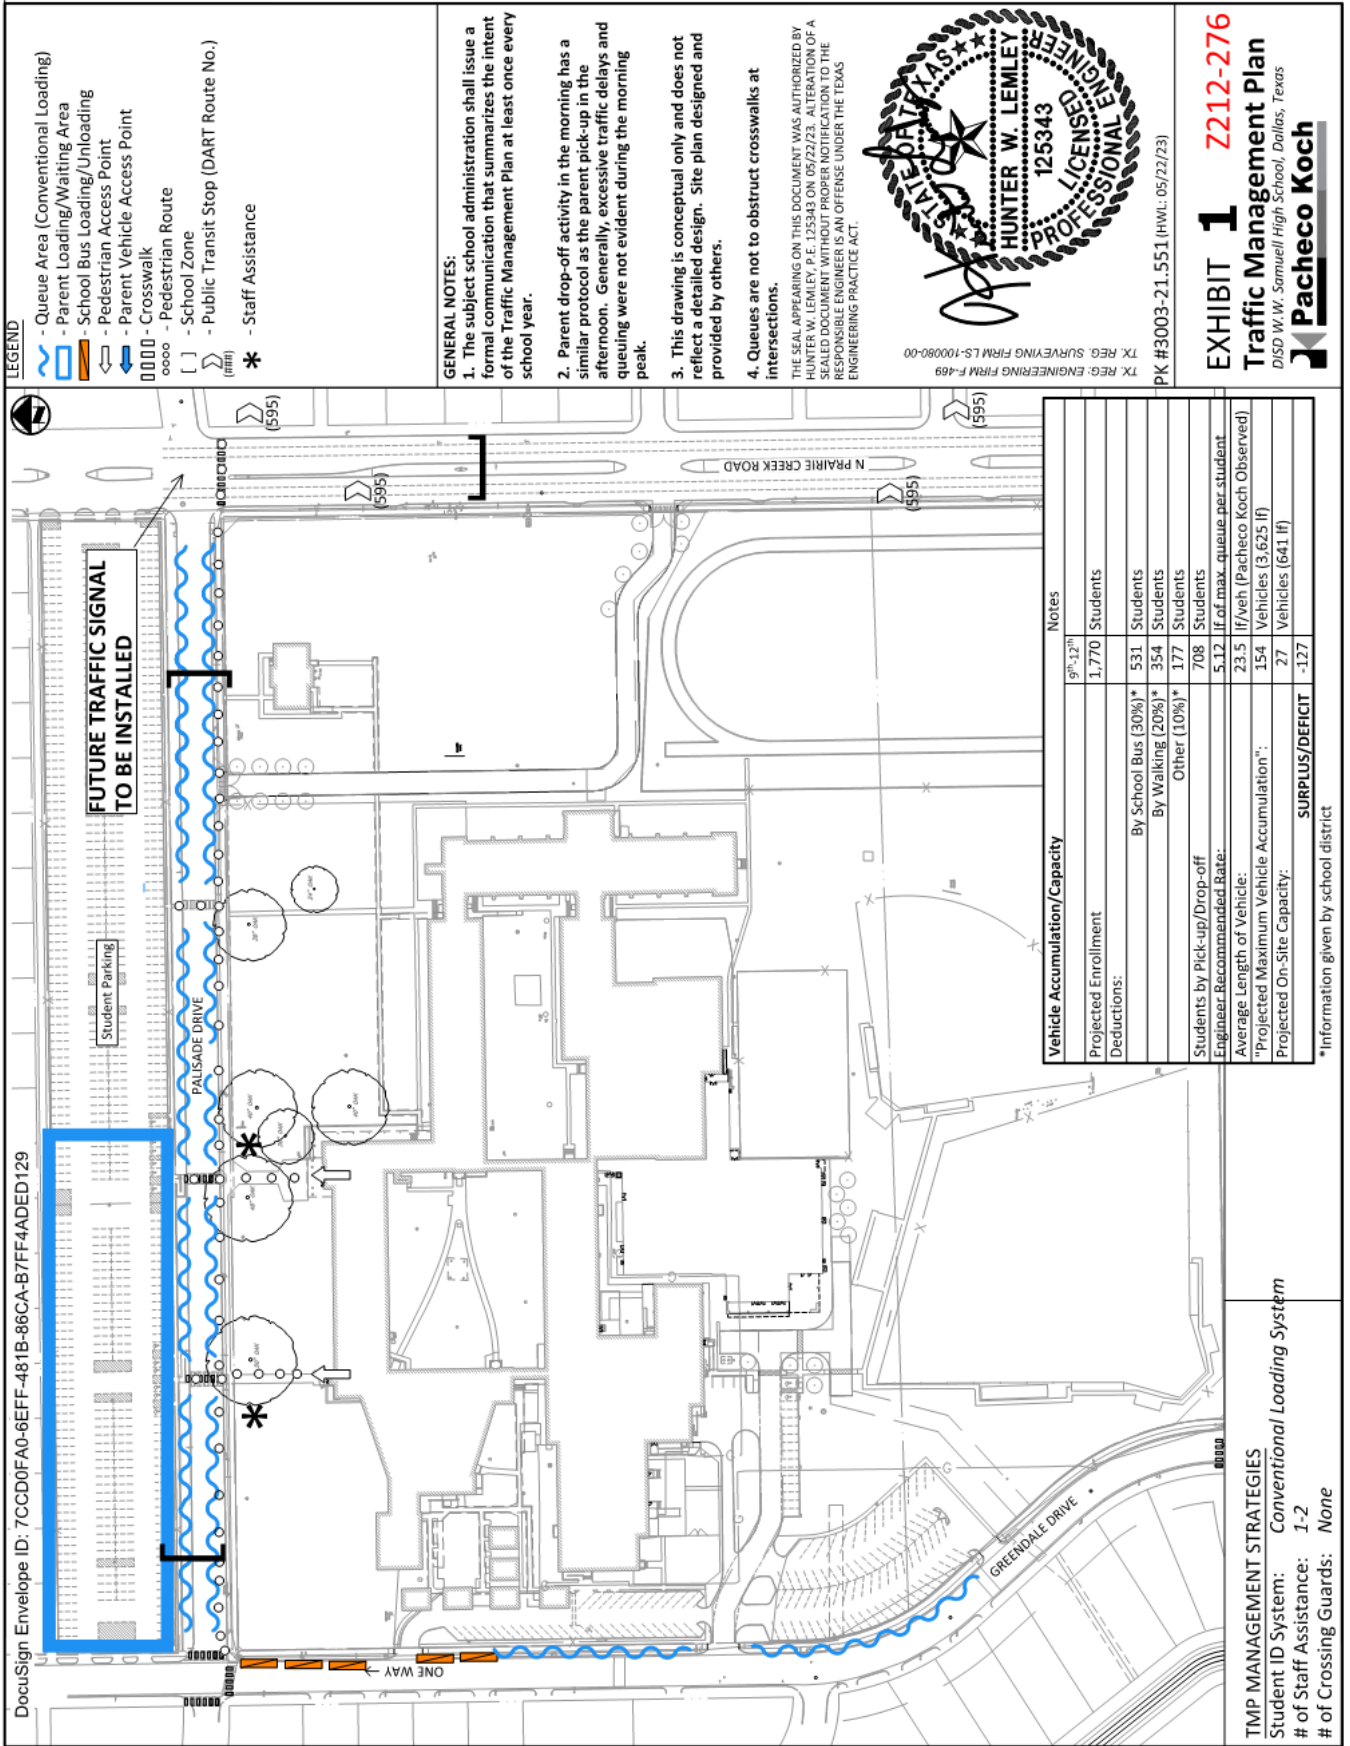 DocuSign Envelope ID: 7CCD0FA0-6EFF-481B-86CA-B7FF4ADED129
FUTURE TRAFFIC SIGNAL
TO BE INSTALLED
Student Parking
PALISADE DRIVE
N PRAIRIE CREEK ROAD
(595)
(595)
(595)
(595)
ONE WAY
GREENDALE DRIVE
LEGEND
- Queue Area (Conventional Loading)
- Parent Loading/Waiting Area
- School Bus Loading/Unloading
- Pedestrian Access Point
- Parent Vehicle Access Point
- Crosswalk
- Pedestrian Route
[ ] - School Zone
(###) - Public Transit Stop (DART Route No.)
* - Staff Assistance
GENERAL NOTES:
1. The subject school administration shall issue a
formal communication that summarizes the intent
of the Traffic Management Plan at least once every
school year.
2. Parent drop-off activity in the morning has a
similar protocol as the parent pick-up in the
afternoon. Generally, excessive traffic delays and
queuing were not evident during the morning
peak.
3. This drawing is conceptual only and does not
reflect a detailed design. Site plan designed and
provided by others.
4. Queues are not to obstruct crosswalks at
intersections.
THE SEAL APPEARING ON THIS DOCUMENT WAS AUTHORIZED BY
HUNTER W. LEMLEY, P.E. 125343 ON 05/22/23. ALTERATION OF A
SEALED DOCUMENT WITHOUT PROPER NOTIFICATION TO THE
RESPONSIBLE ENGINEER IS AN OFFENSE UNDER THE TEXAS
ENGINEERING PRACTICE ACT.
STATE OF TEXAS
HUNTER W. LEMLEY
125343
LICENSED
PROFESSIONAL ENGINEER
TX. REG. ENGINEERING FIRM F-469
TX. REG. SURVEYING FIRM LS-100080-00
PK #3003-21.551 (HWL: 05/22/23)
EXHIBIT 1 Z212-276
Traffic Management Plan
DISD W.W. Samuell High School, Dallas, Texas
Pacheco Koch
Vehicle Accumulation/Capacity Notes
9th-12th
Projected Enrollment 1,770 Students
Deductions:
By School Bus (30%)* 531 Students
By Walking (20%)* 354 Students
Other (10%)* 177 Students
Students by Pick-up/Drop-off 708 Students
Engineer Recommended Rate: 5.12 lf of max. queue per student
Average Length of Vehicle: 23.5 lf/veh (Pacheco Koch Observed)
"Projected Maximum Vehicle Accumulation": 154 Vehicles (3,625 lf)
Projected On-Site Capacity: 27 Vehicles (641 lf)
SURPLUS/DEFICIT -127
*Information given by school district
TMP MANAGEMENT STRATEGIES
Student ID System: Conventional Loading System
# of Staff Assistance: 1-2
# of Crossing Guards: None